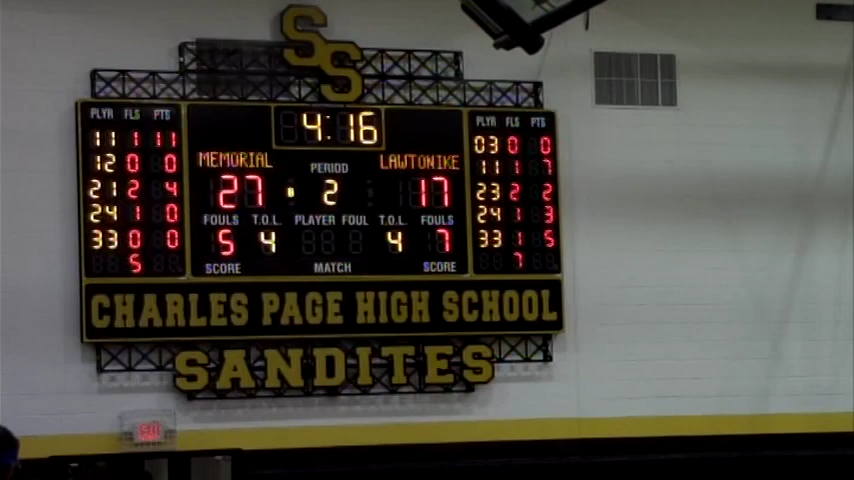 SS
4:16
PLYR FLS PTS
11 1 11
12 0 0
21 2 4
24 1 0
33 0 0
5
MEMORIAL PERIOD LAWTONIKE
27 2 17
FOULS T.O.L. PLAYER FOUL T.O.L. FOULS
5 4 4 7
SCORE MATCH SCORE
PLYR FLS PTS
03 0 0
11 1 7
23 2 2
24 1 3
33 1 5
7
CHARLES PAGE HIGH SCHOOL
SANDITES